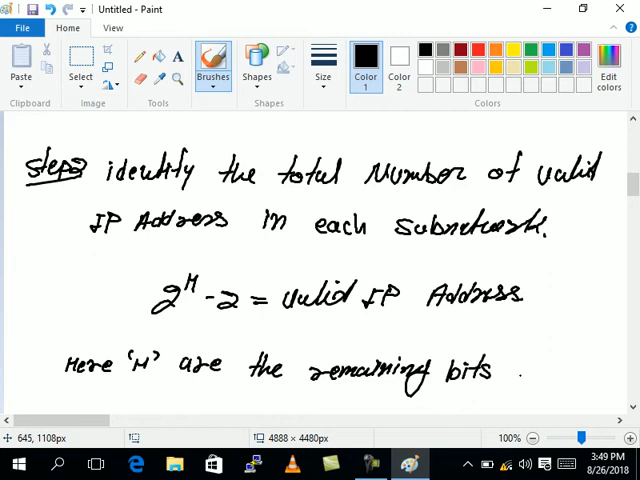 Untitled - Paint
File Home View
Paste Select Brushes Shapes Size Color 1 Color 2 Edit colors
Clipboard Image Tools Shapes Colors
identify the total Number of valid
IP Address in each subnetwork.
2^M - 2 = valid IP Address
Here 'M' are the remaining bits .
645, 1108px 4888 × 4480px 100%
3:49 PM
8/26/2018